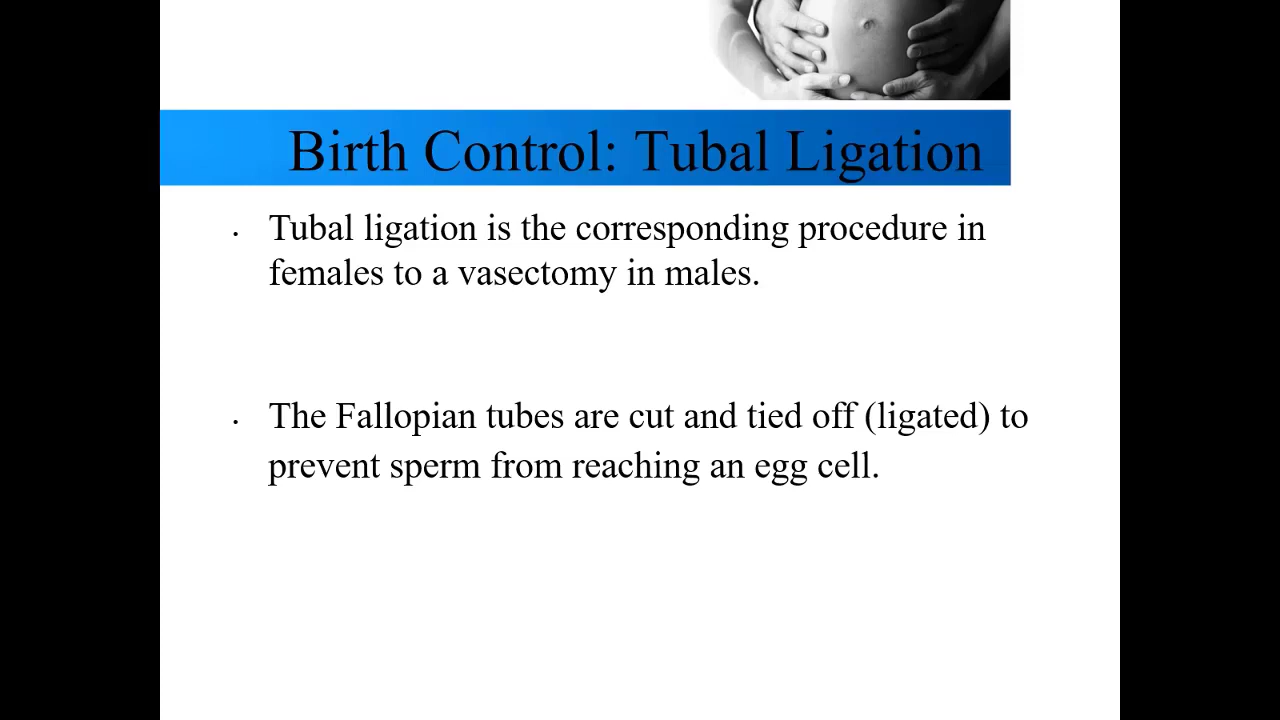 Birth Control: Tubal Ligation
• Tubal ligation is the corresponding procedure in
females to a vasectomy in males.
• The Fallopian tubes are cut and tied off (ligated) to
prevent sperm from reaching an egg cell.